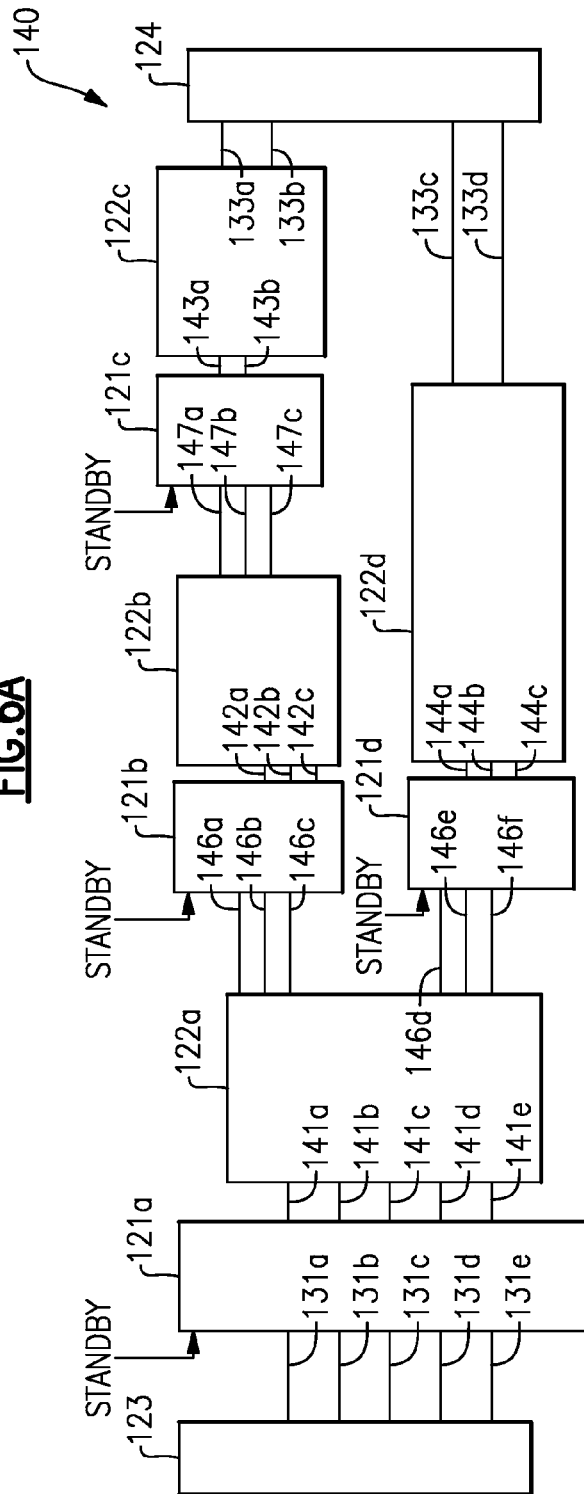 FIG.6A
140
123
STANDBY
121a
122a
STANDBY
121b
122b
STANDBY
121c
122c
124
131a
131b
131c
131d
131e
141a
141b
141c
141d
141e
146a
146b
146c
142a
142b
142c
147a
147b
147c
143a
143b
133a
133b
146d
STANDBY
121d
122d
146e
146f
144a
144b
144c
133c
133d